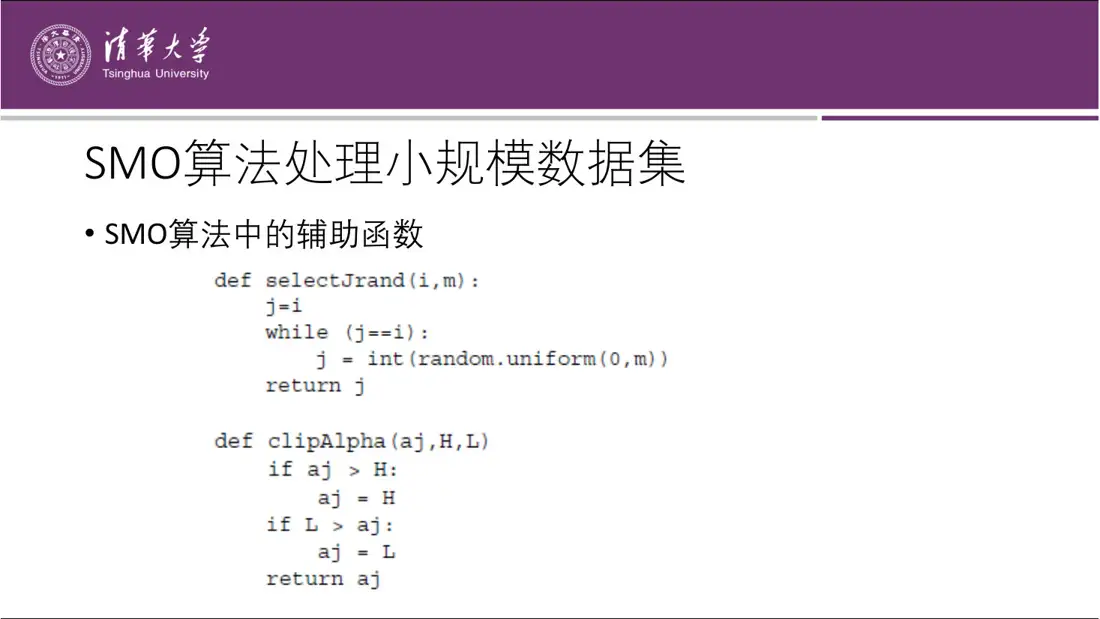 清华大学
Tsinghua University
SMO算法处理小规模数据集
• SMO算法中的辅助函数
def selectJrand(i,m):
    j=i
    while (j==i):
        j = int(random.uniform(0,m))
    return j
def clipAlpha(aj,H,L)
    if aj > H:
        aj = H
    if L > aj:
        aj = L
    return aj